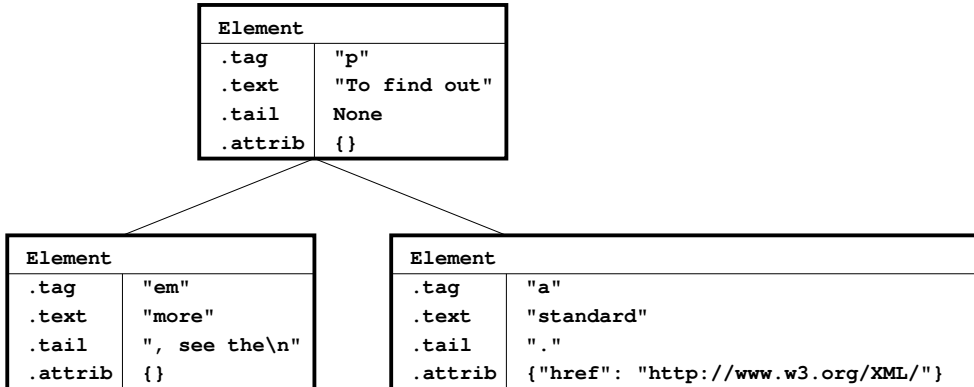 Element
.tag "p"
.text "To find out"
.tail None
.attrib {}
Element
.tag "em"
.text "more"
.tail ", see the\n"
.attrib {}
Element
.tag "a"
.text "standard"
.tail "."
.attrib {"href": "http://www.w3.org/XML/"}